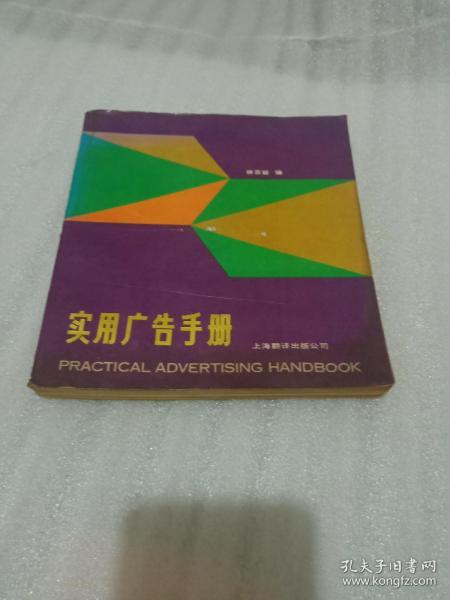 编
实用广告手册
上海翻译出版公司
PRACTICAL ADVERTISING HANDBOOK
孔夫子旧书网
www.kongfz.com